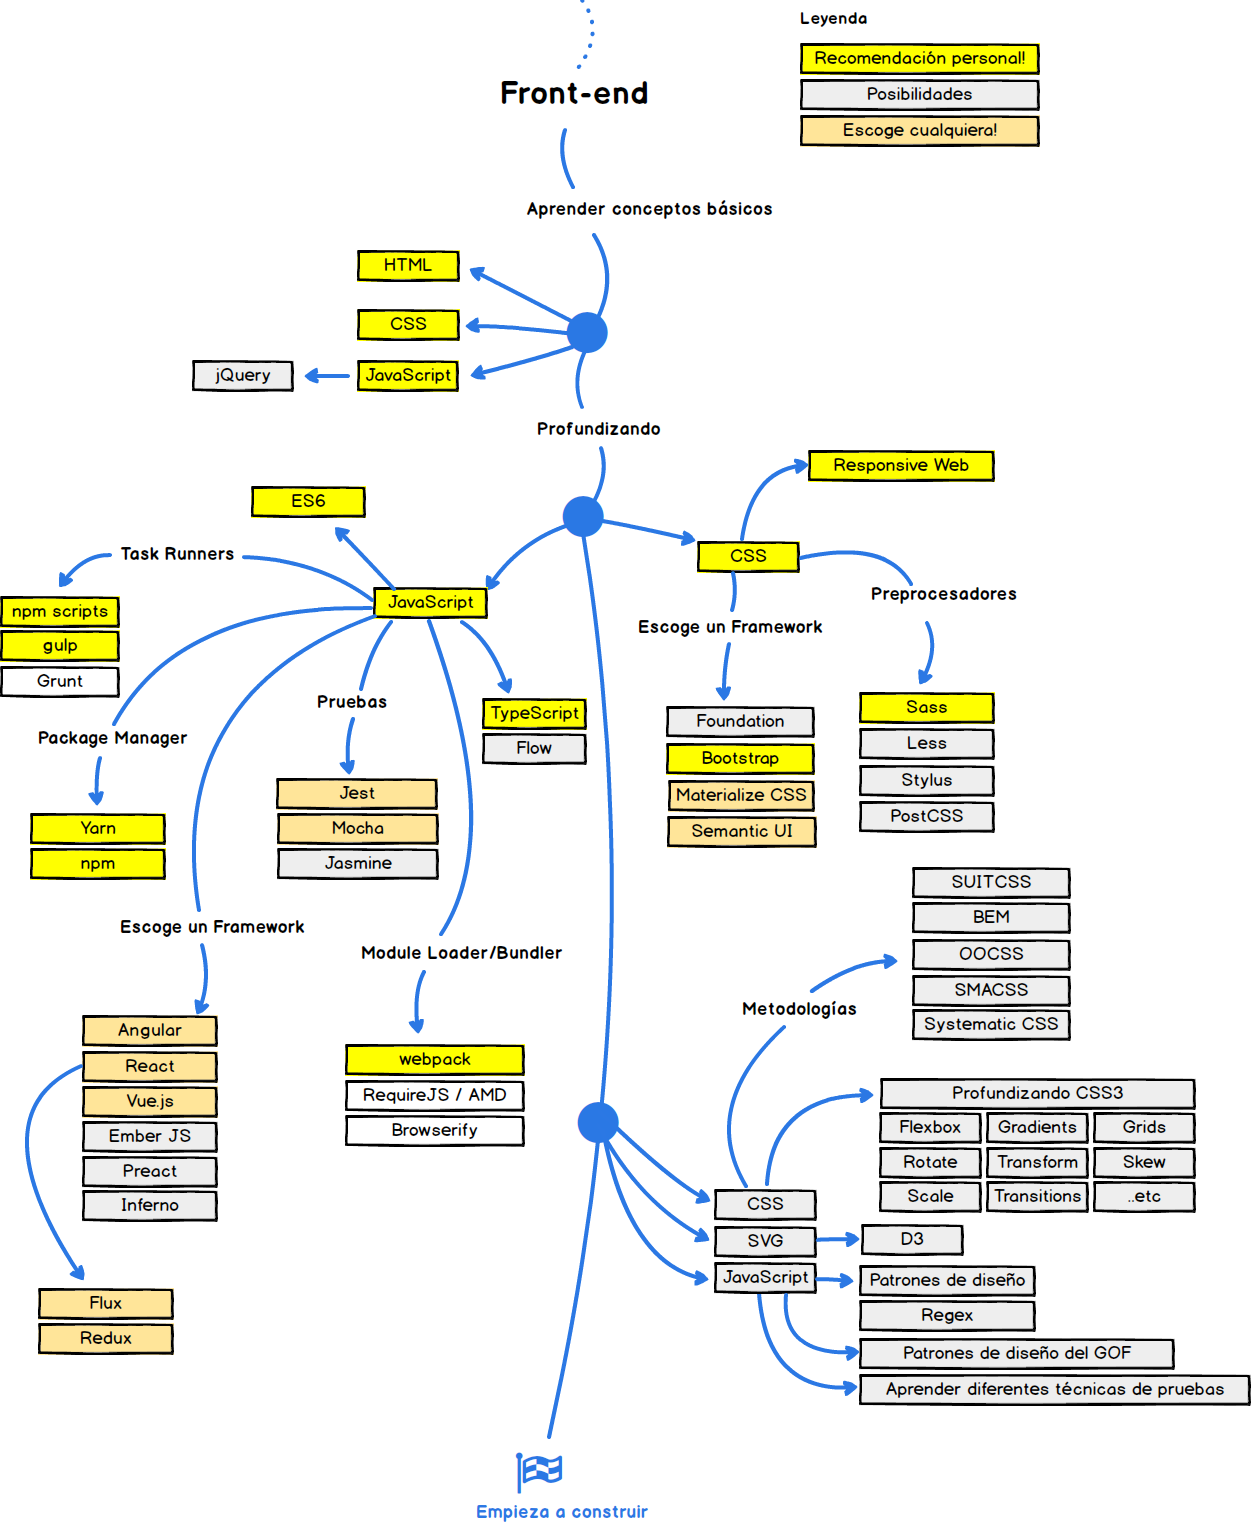 Leyenda
Recomendación personal!
Posibilidades
Escoge cualquiera!
Front-end
Aprender conceptos básicos
HTML
CSS
JavaScript
jQuery
Profundizando
Responsive Web
ES6
Task Runners
CSS
Preprocesadores
npm scripts
gulp
Grunt
JavaScript
Escoge un Framework
Pruebas
TypeScript
Flow
Foundation
Bootstrap
Materialize CSS
Semantic UI
Sass
Less
Stylus
PostCSS
Package Manager
Yarn
npm
Jest
Mocha
Jasmine
Escoge un Framework
Module Loader/Bundler
SUITCSS
BEM
OOCSS
SMACSS
Systematic CSS
Metodologías
Angular
React
Vue.js
Ember JS
Preact
Inferno
webpack
RequireJS / AMD
Browserify
Profundizando CSS3
Flexbox Gradients Grids
Rotate Transform Skew
Scale Transitions ..etc
CSS
SVG
JavaScript
D3
Patrones de diseño
Regex
Patrones de diseño del GOF
Aprender diferentes técnicas de pruebas
Flux
Redux
Empieza a construir